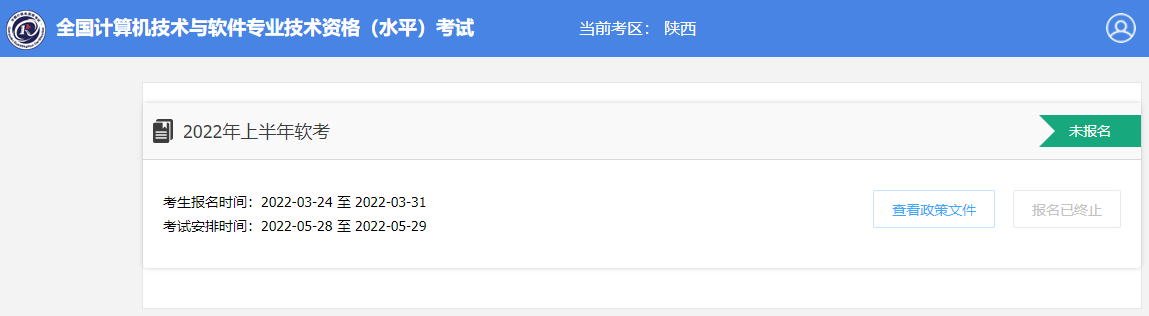 全国计算机技术与软件专业技术资格（水平）考试
当前考区： 陕西
2022年上半年软考
未报名
考生报名时间：2022-03-24 至 2022-03-31
考试安排时间：2022-05-28 至 2022-05-29
查看政策文件
报名已终止